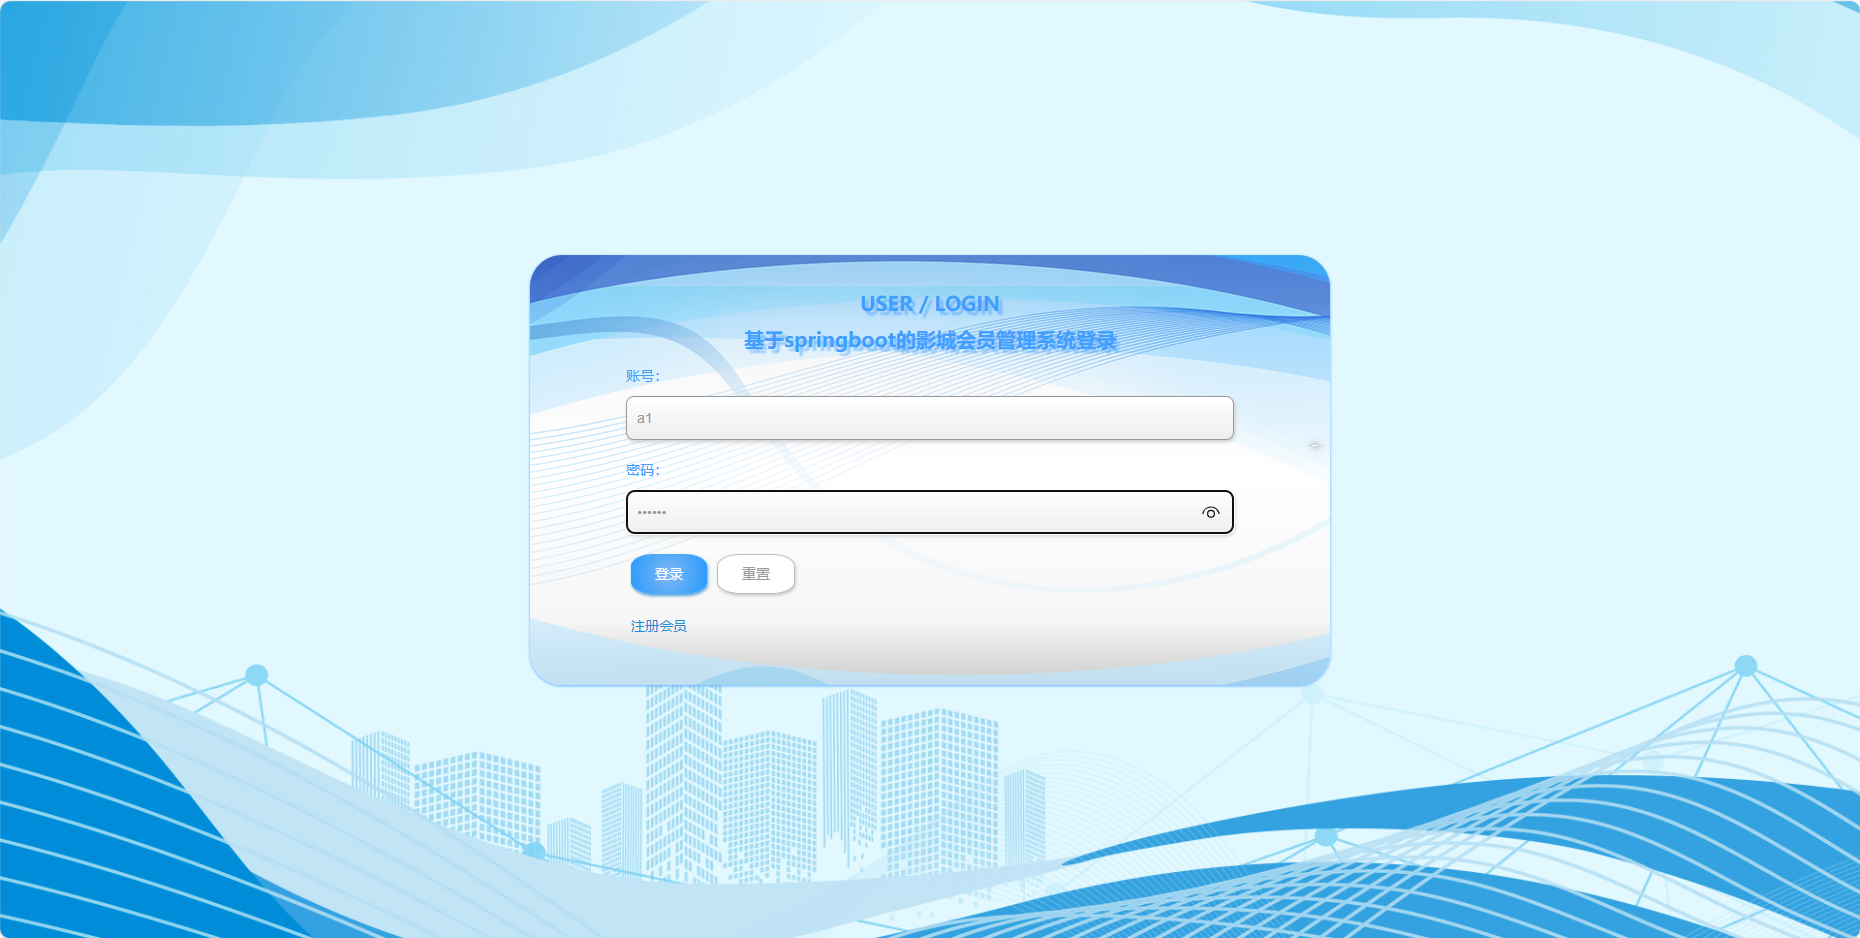 USER / LOGIN
基于springboot的影城会员管理系统登录
账号：
a1
密码：
••••••
登录 重置
注册会员